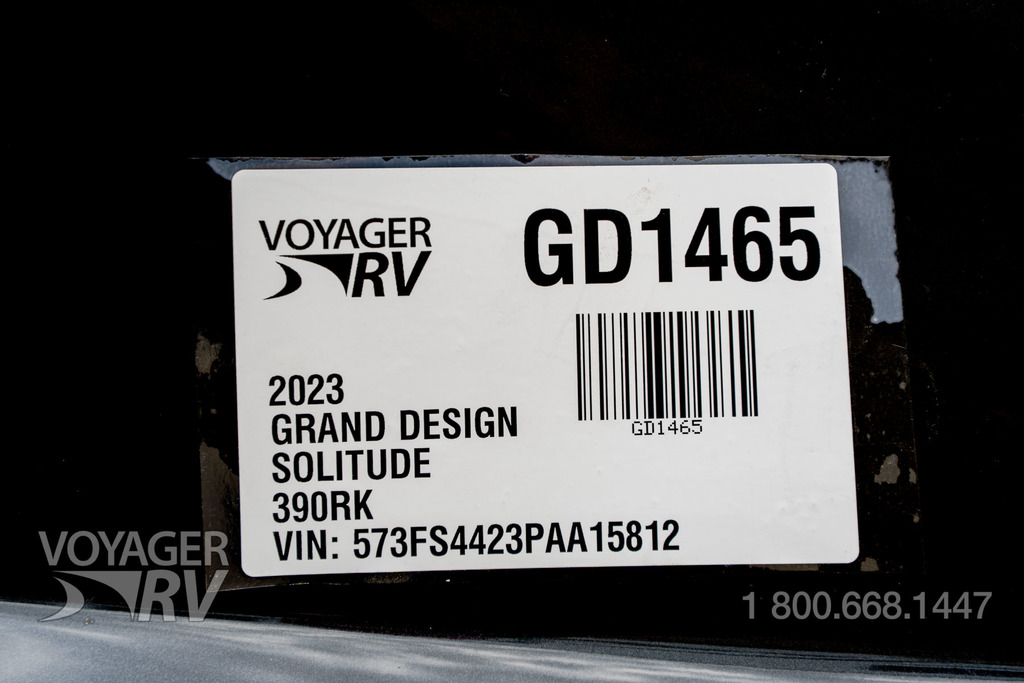 VOYAGER
RV
GD1465
GD1465
2023
GRAND DESIGN
SOLITUDE
390RK
VIN: 573FS4423PAA15812
VOYAGER
RV
1 800.668.1447